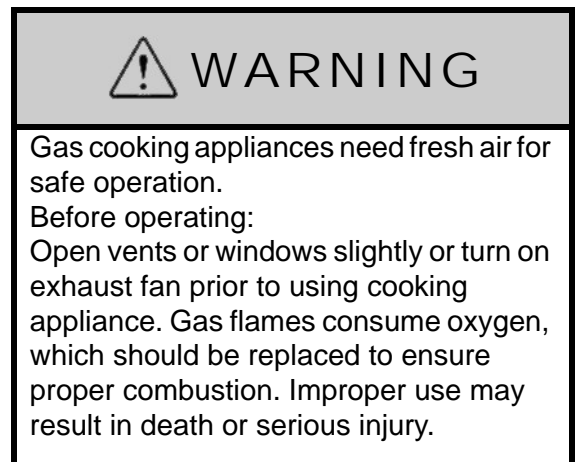 WARNING
Gas cooking appliances need fresh air for
safe operation.
Before operating:
Open vents or windows slightly or turn on
exhaust fan prior to using cooking
appliance. Gas flames consume oxygen,
which should be replaced to ensure
proper combustion. Improper use may
result in death or serious injury.